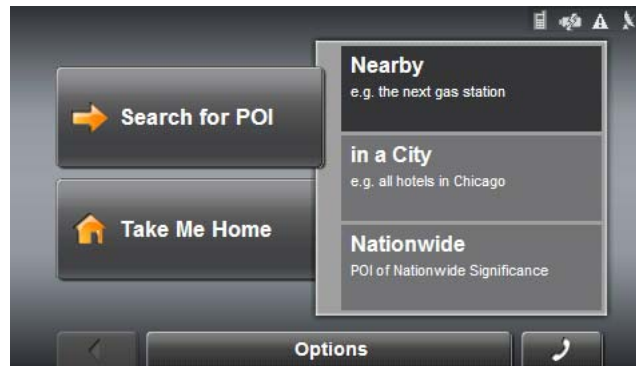 Search for POI
Take Me Home
Nearby
e.g. the next gas station
in a City
e.g. all hotels in Chicago
Nationwide
POI of Nationwide Significance
Options